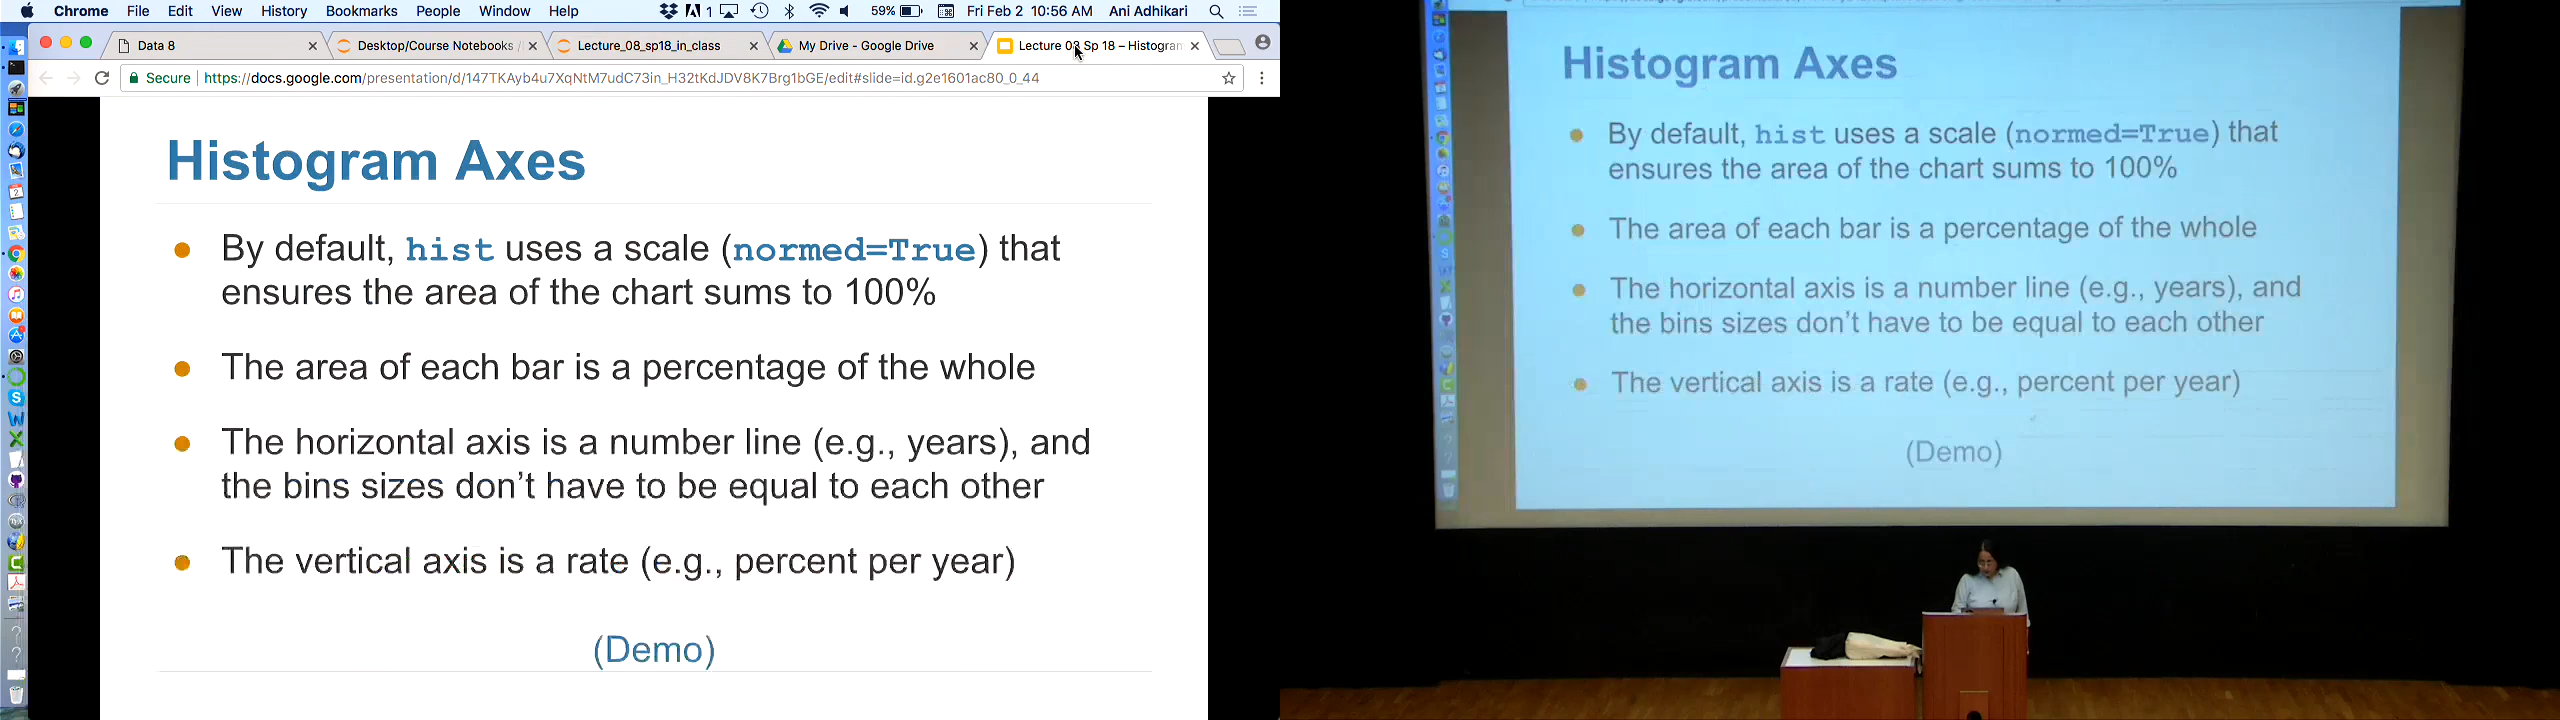 Chrome File Edit View History Bookmarks People Window Help 1 59% Fri Feb 2 10:56 AM Ani Adhikari
Data 8 Desktop/Course Notebooks / Lecture_08_sp18_in_class My Drive - Google Drive Lecture 08 Sp 18 – Histogram
Secure https://docs.google.com/presentation/d/147TKAyb4u7XqNtM7udC73in_H32tKdJDV8K7Brg1bGE/edit#slide=id.g2e1601ac80_0_44
Histogram Axes
By default, hist uses a scale (normed=True) that
ensures the area of the chart sums to 100%
The area of each bar is a percentage of the whole
The horizontal axis is a number line (e.g., years), and
the bins sizes don’t have to be equal to each other
The vertical axis is a rate (e.g., percent per year)
(Demo)
Histogram Axes
By default, hist uses a scale (normed=True) that
ensures the area of the chart sums to 100%
The area of each bar is a percentage of the whole
The horizontal axis is a number line (e.g., years), and
the bins sizes don’t have to be equal to each other
The vertical axis is a rate (e.g., percent per year)
(Demo)